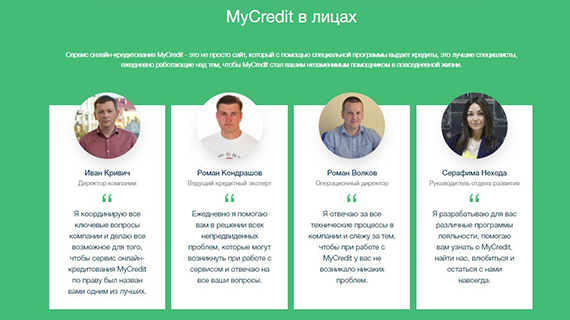 MyCredit в лицах
Сервис онлайн-кредитования MyCredit - это не просто сайт, который с помощью специальной программы выдает кредиты, это лучшие специалисты,
ежедневно работающие над тем, чтобы MyCredit стал вашим незаменимым помощником в повседневной жизни.
Иван Кривич
Директор компании
“
Я координирую все
ключевые вопросы
компании и делаю все
возможное для того,
чтобы сервис онлайн-
кредитования MyCredit
по праву был назван
вами одним из лучших.
Роман Кондрашов
Ведущий кредитный эксперт
“
Ежедневно я помогаю
вам в решении всех
непредвиденных
проблем, которые могут
возникнуть при работе с
сервисом и отвечаю на
все ваши вопросы.
Роман Волков
Операционный директор
“
Я отвечаю за все
технические процессы в
компании и слежу за тем,
чтобы при работе с
MyCredit у вас не
возникало никаких
проблем.
Серафима Нехода
Руководитель отдела развития
“
Я разрабатываю для вас
различные программы
лояльности, помогаю
вам узнать о MyCredit,
найти нас, влюбиться и
остаться с нами
навсегда.